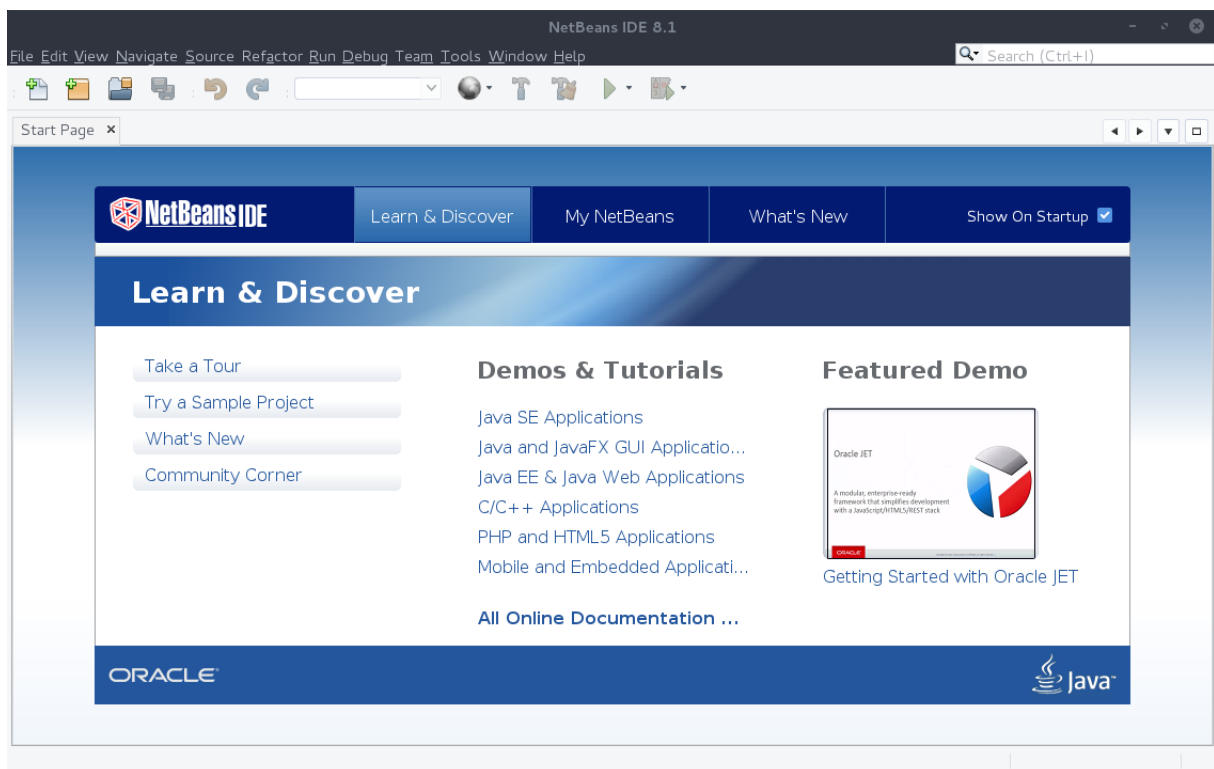 NetBeans IDE 8.1
File Edit View Navigate Source Refactor Run Debug Team Tools Window Help
Search (Ctrl+I)
Start Page
NetBeans IDE
Learn & Discover
My NetBeans
What's New
Show On Startup
Learn & Discover
Take a Tour
Try a Sample Project
What's New
Community Corner
Demos & Tutorials
Java SE Applications
Java and JavaFX GUI Applicatio...
Java EE & Java Web Applications
C/C++ Applications
PHP and HTML5 Applications
Mobile and Embedded Applicati...
All Online Documentation ...
Featured Demo
Oracle JET
A modular, enterprise-ready
framework that simplifies development
with a JavaScript/HTML5/REST stack
ORACLE
Getting Started with Oracle JET
ORACLE
Java